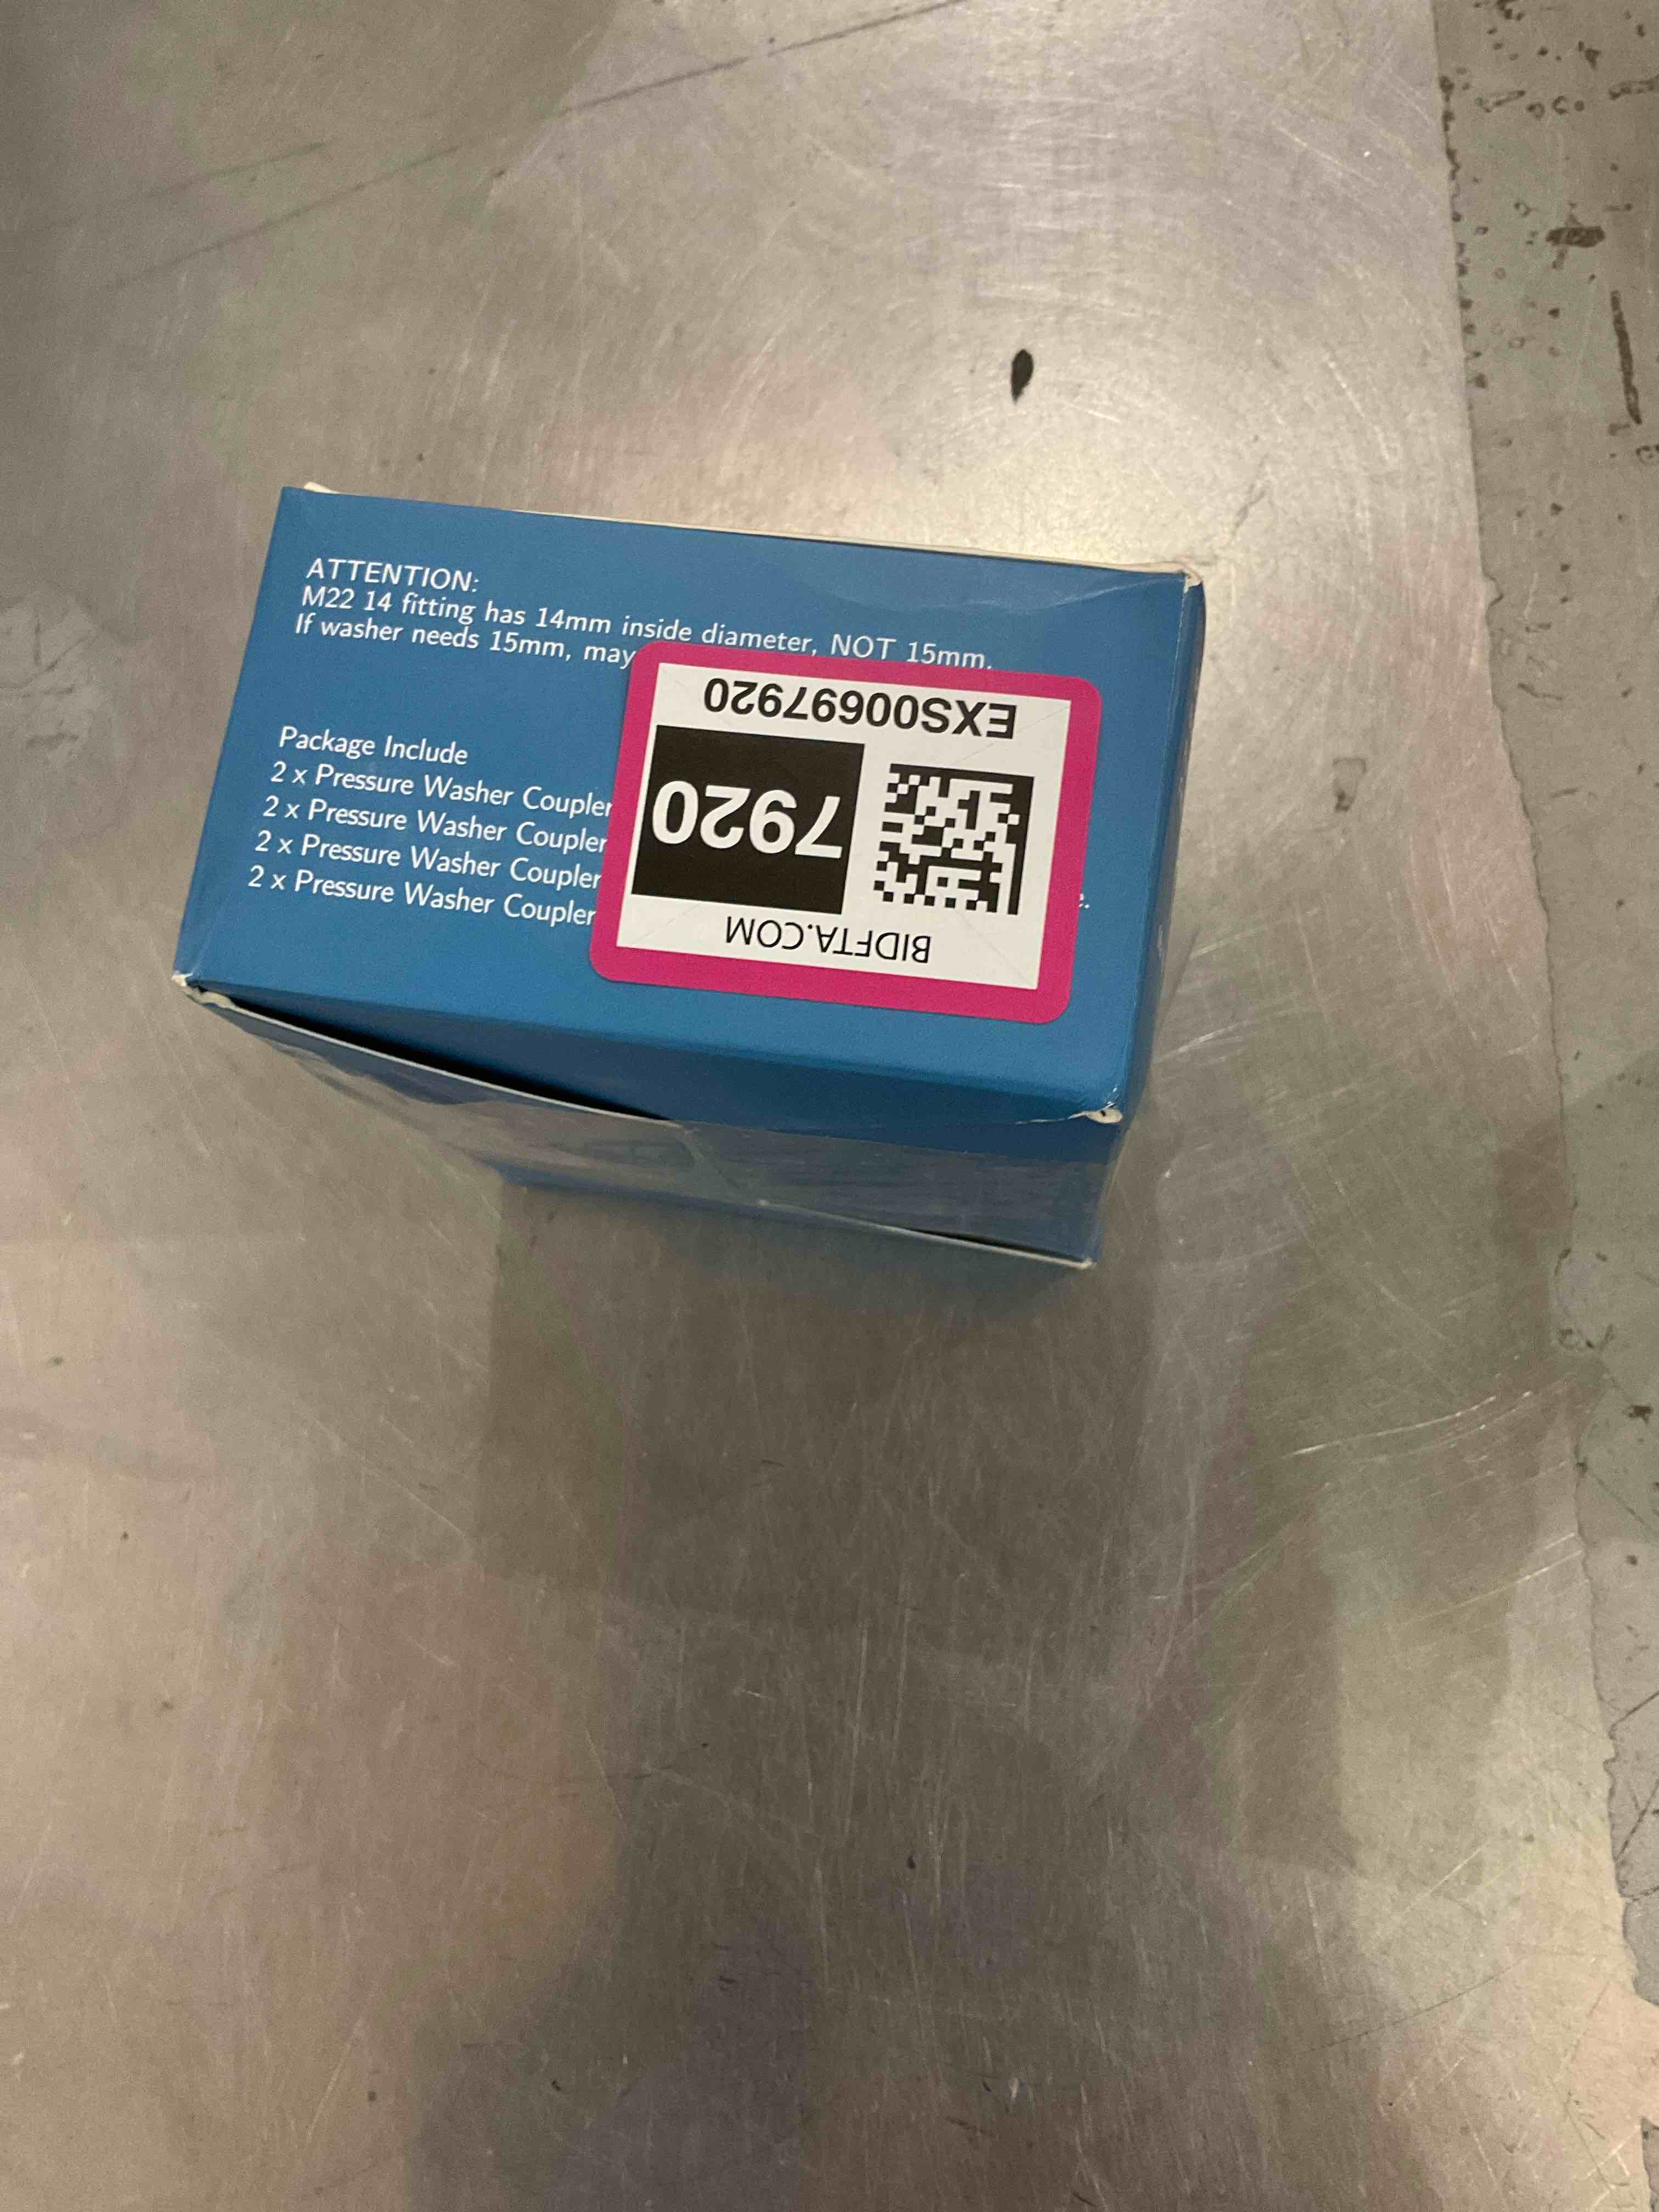 ATTENTION:
M22 14 fitting has 14mm inside diameter, NOT 15mm.
If washer needs 15mm, may
Package Include
2 x Pressure Washer Coupler
2 x Pressure Washer Coupler
2 x Pressure Washer Coupler
2 x Pressure Washer Coupler
BIDFTA.COM
7920
EXS00697920